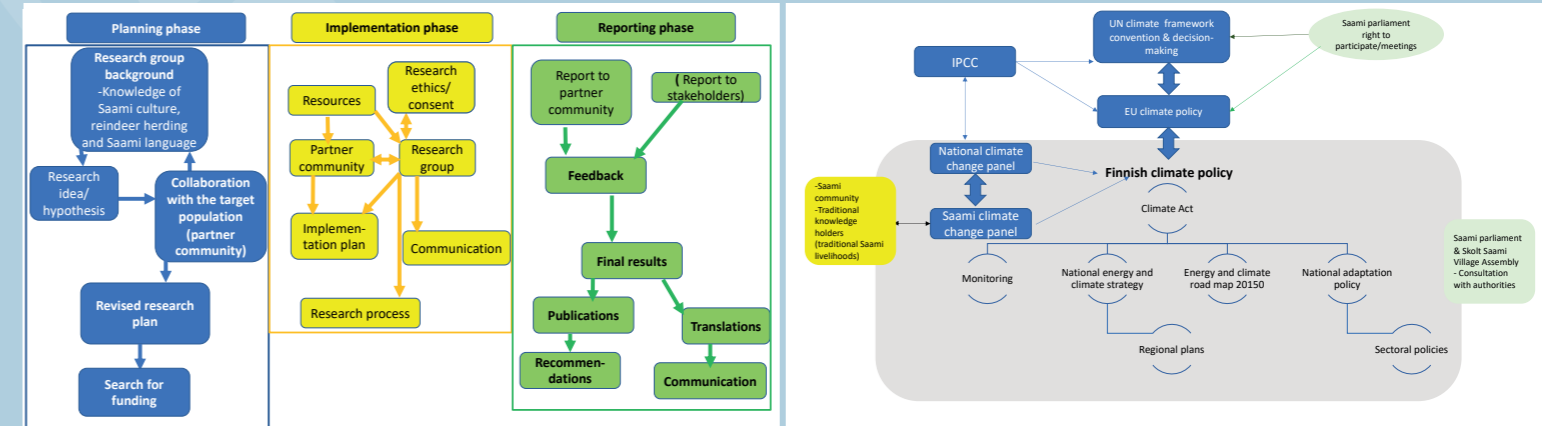 Planning phase
Research group
background
-Knowledge of
Saami culture,
reindeer herding
and Saami language
Research
idea/
hypothesis
Collaboration
with the target
population
(partner
community)
Revised research
plan
Search for
funding
Implementation phase
Resources
Research
ethics/
consent
Partner
community
Research
group
Implemen-
tation plan
Communication
Research process
Reporting phase
Report to
partner
community
( Report to
stakeholders)
Feedback
Final results
Publications
Translations
Recommen-
dations
Communication
UN climate framework
convention & decision-
making
Saami parliament
right to
participate/meetings
IPCC
EU climate policy
National climate
change panel
Finnish climate policy
-Saami
community
-Traditional
knowledge
holders
(traditional Saami
livelihoods)
Saami climate
change panel
Climate Act
Saami parliament
& Skolt Saami
Village Assembly
- Consultation
with authorities
Monitoring
National energy and
climate strategy
Energy and climate
road map 20150
National adaptation
policy
Regional plans
Sectoral policies